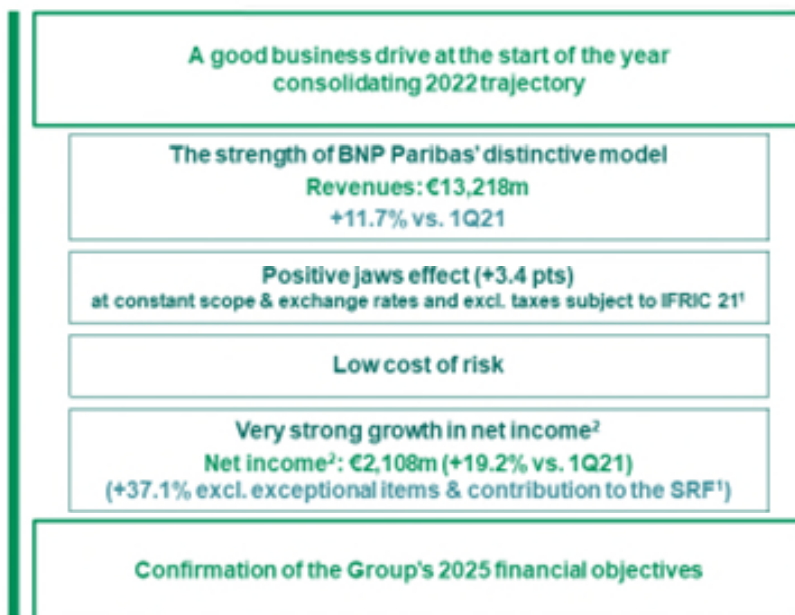 A good business drive at the start of the year
consolidating 2022 trajectory
The strength of BNP Paribas' distinctive model
Revenues: €13,218m
+11.7% vs. 1Q21
Positive jaws effect (+3.4 pts)
at constant scope & exchange rates and excl. taxes subject to IFRIC 21¹
Low cost of risk
Very strong growth in net income²
Net income²: €2,108m (+19.2% vs. 1Q21)
(+37.1% excl. exceptional items & contribution to the SRF¹)
Confirmation of the Group's 2025 financial objectives